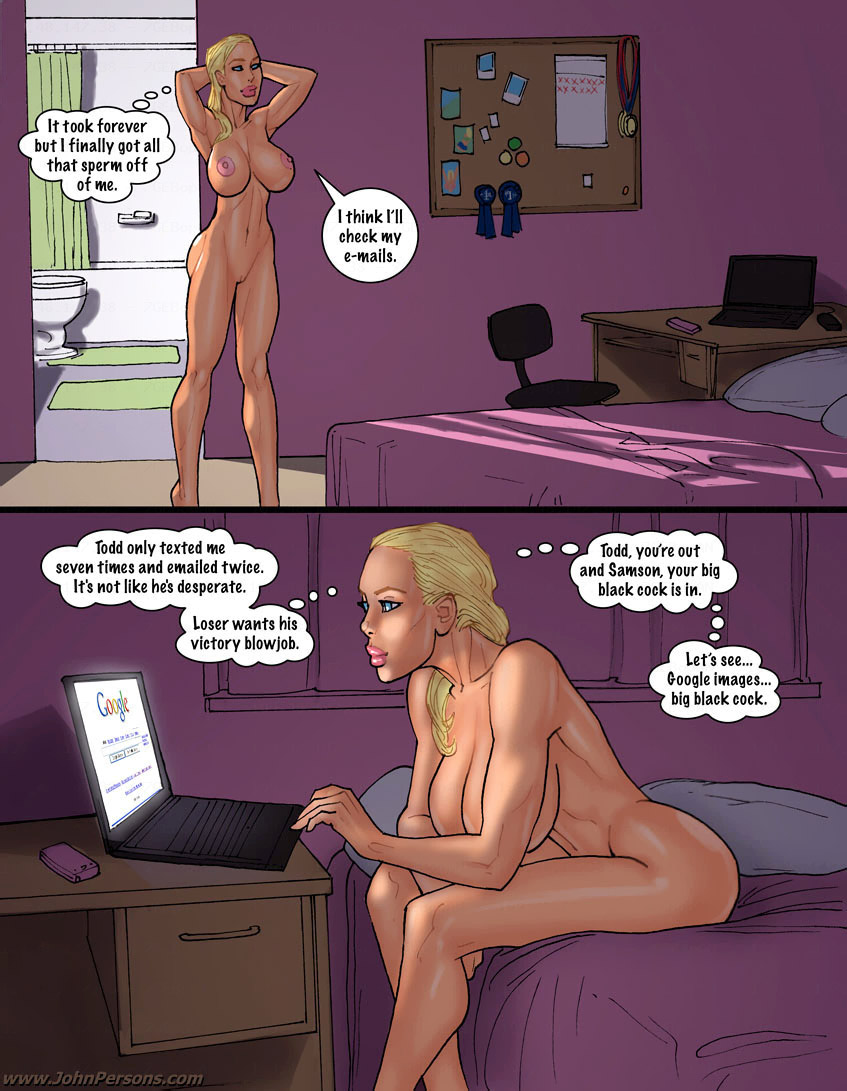 It took forever
but I finally got all
that sperm off
of me.
I think I'll
check my
e-mails.
Todd only texted me
seven times and emailed twice.
It's not like he's desperate.
Loser wants his
victory blowjob.
Todd, you're out
and Samson, your big
black cock is in.
Let's see...
Google images...
big black cock.
Google
www.JohnPersons.com